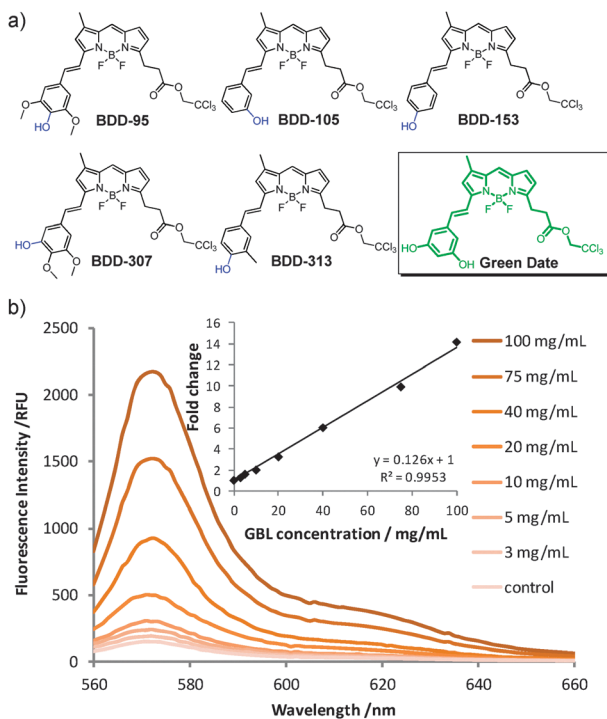 a)
N B N
F F
O
O CCl3
O
HO O
BDD-95
N B N
F F
O
O CCl3
OH
BDD-105
N B N
F F
O
O CCl3
HO
BDD-153
N B N
F F
O
O CCl3
HO
O
O
BDD-307
N B N
F F
O
O CCl3
HO
BDD-313
N B N
F F
O
O CCl3
HO
OH
Green Date
b)
Fluorescence Intensity /RFU
2500
2000
1500
1000
500
0
560 580 600 620 640 660
Wavelength /nm
Fold change
16
14
12
10
8
6
4
2
0
0 20 40 60 80 100
GBL concentration / mg/mL
y = 0.126x + 1
R² = 0.9953
100 mg/mL
75 mg/mL
40 mg/mL
20 mg/mL
10 mg/mL
5 mg/mL
3 mg/mL
control